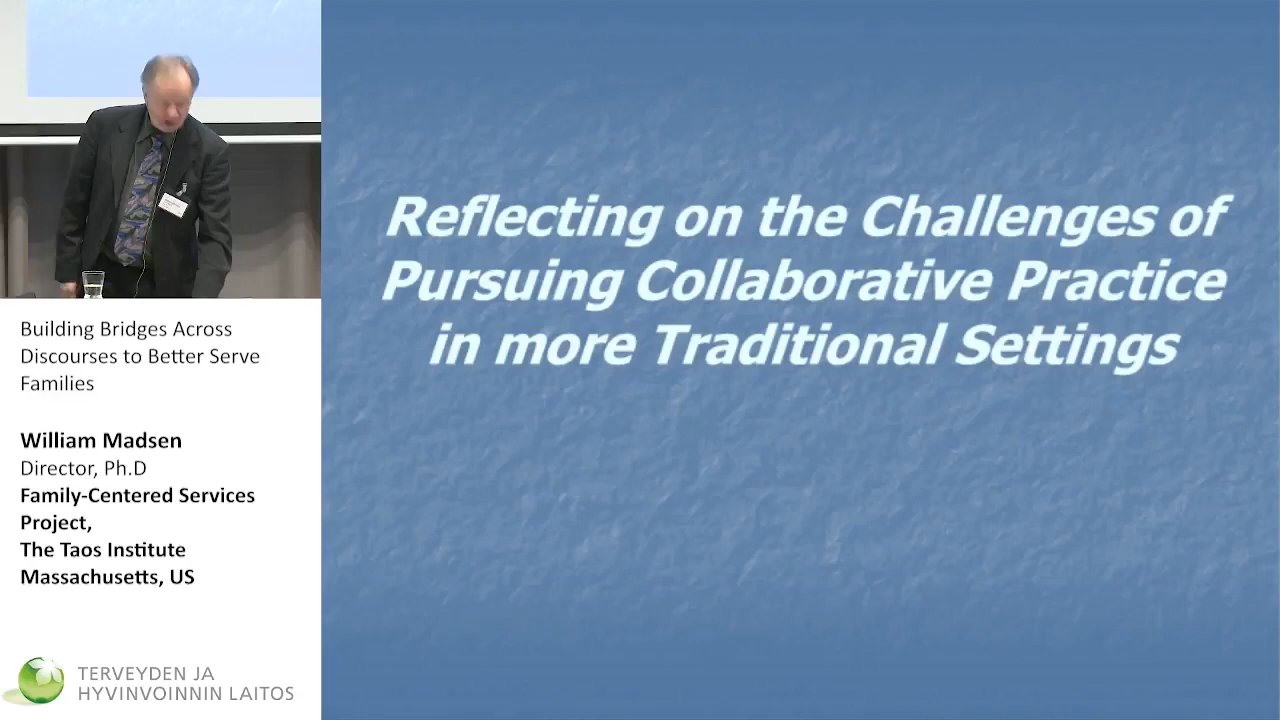 Building Bridges Across
Discourses to Better Serve
Families
William Madsen
Director, Ph.D
Family-Centered Services
Project,
The Taos Institute
Massachusetts, US
TERVEYDEN JA
HYVINVOINNIN LAITOS
Reflecting on the Challenges of
Pursuing Collaborative Practice
in more Traditional Settings